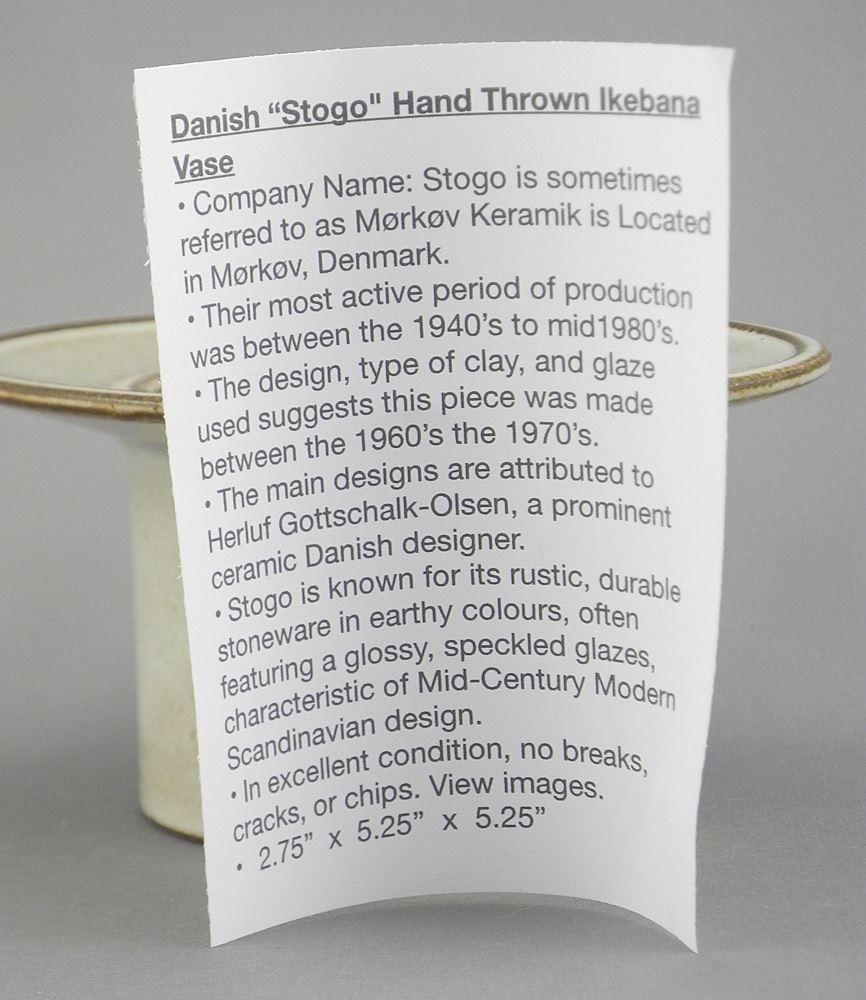 Danish “Stogo" Hand Thrown Ikebana
Vase
• Company Name: Stogo is sometimes
referred to as Mørkøv Keramik is Located
in Mørkøv, Denmark.
• Their most active period of production
was between the 1940’s to mid1980’s.
• The design, type of clay, and glaze
used suggests this piece was made
between the 1960’s the 1970’s.
• The main designs are attributed to
Herluf Gottschalk-Olsen, a prominent
ceramic Danish designer.
• Stogo is known for its rustic, durable
stoneware in earthy colours, often
featuring a glossy, speckled glazes,
characteristic of Mid-Century Modern
Scandinavian design.
• In excellent condition, no breaks,
cracks, or chips. View images.
• 2.75” x 5.25” x 5.25”